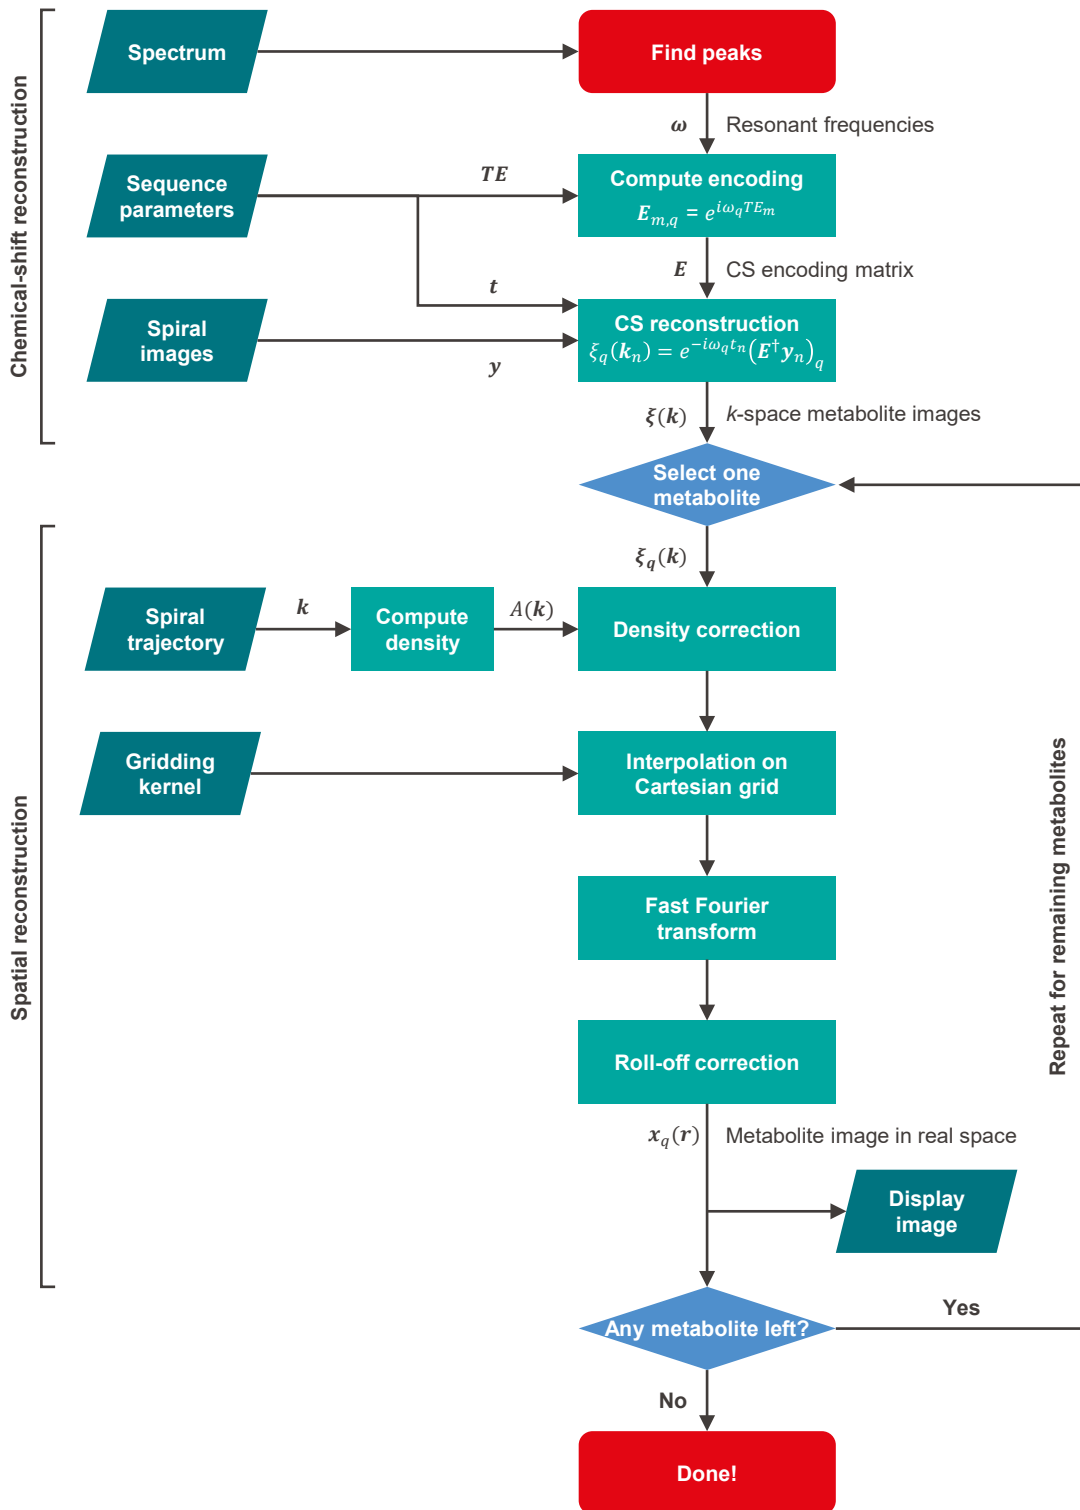 Chemical-shift reconstruction
Spectrum
Find peaks
ω
Resonant frequencies
Sequence
parameters
TE
Compute encoding
E_{m,q} = e^{iω_q TE_m}
E
CS encoding matrix
t
Spiral
images
y
CS reconstruction
ξ_q(k_n) = e^{-iω_q t_n}(E^† y_n)_q
ξ(k)
k-space metabolite images
Select one
metabolite
Spatial reconstruction
ξ_q(k)
Spiral
trajectory
k
Compute
density
A(k)
Density correction
Gridding
kernel
Interpolation on
Cartesian grid
Repeat for remaining metabolites
Fast Fourier
transform
Roll-off correction
x_q(r)
Metabolite image in real space
Display
image
Any metabolite left?
Yes
No
Done!